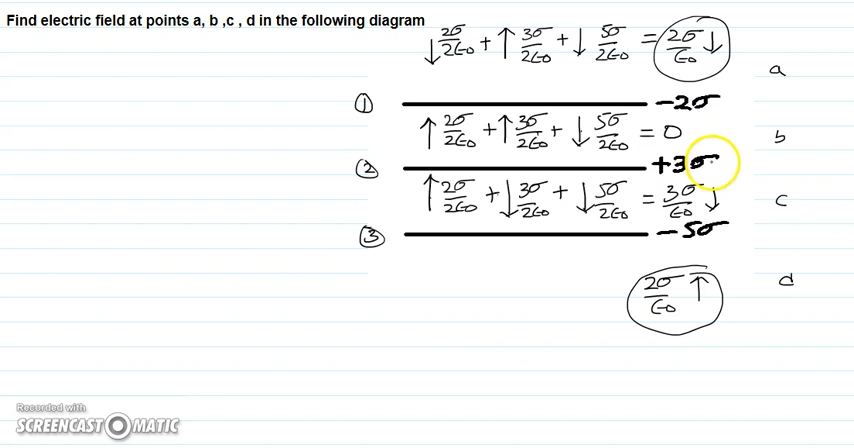 Find electric field at points a, b ,c , d in the following diagram
↓ 2σ/2ϵ0 + ↑ 3σ/2ϵ0 + ↓ 5σ/2ϵ0 = 2σ/ϵ0 ↓
a
① -2σ
↑ 2σ/2ϵ0 + ↑ 3σ/2ϵ0 + ↓ 5σ/2ϵ0 = 0
b
② +3σ
↑ 2σ/2ϵ0 + ↓ 3σ/2ϵ0 + ↓ 5σ/2ϵ0 = 3σ/ϵ0 ↓
c
③ -5σ
2σ/ϵ0 ↑
d
Recorded with
SCREENCAST O MATIC